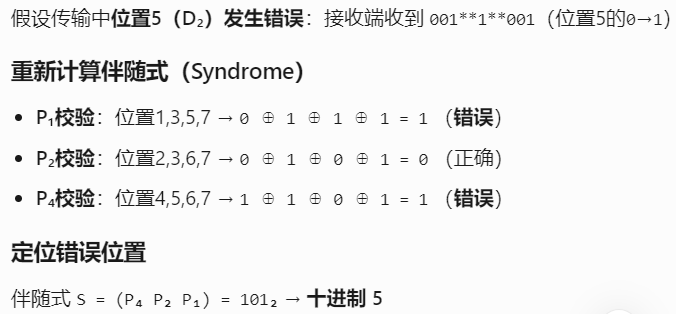 假设传输中位置5（D₂）发生错误：接收端收到 001**1**001（位置5的0→1）
重新计算伴随式（Syndrome）
• P₁校验：位置1,3,5,7 → 0 ⊕ 1 ⊕ 1 ⊕ 1 = 1 （错误）
• P₂校验：位置2,3,6,7 → 0 ⊕ 1 ⊕ 0 ⊕ 1 = 0 （正确）
• P₄校验：位置4,5,6,7 → 1 ⊕ 1 ⊕ 0 ⊕ 1 = 1 （错误）
定位错误位置
伴随式 S = (P₄ P₂ P₁) = 101₂ → 十进制 5